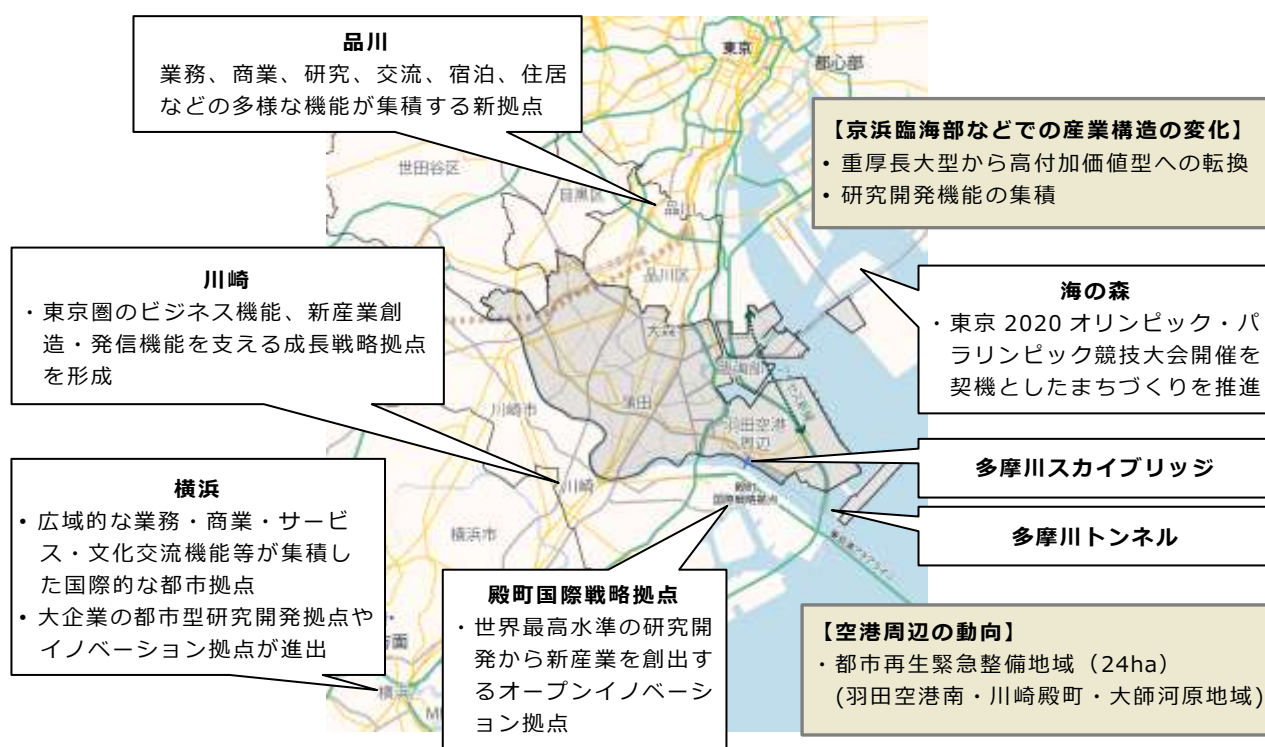 品川
業務、商業、研究、交流、宿泊、住居
などの多様な機能が集積する新拠点
東京
都心部
【京浜臨海部などでの産業構造の変化】
• 重厚長大型から高付加価値型への転換
• 研究開発機能の集積
世田谷区
目黒区
品川
品川区
川崎
・東京圏のビジネス機能、新産業創
造・発信機能を支える成長戦略拠点
を形成
海の森
・東京 2020 オリンピック・パ
ラリンピック競技大会開催を
契機としたまちづくりを推進
大森
臨海部
蒲田
羽田空港
周辺
川崎市
川崎
殿町
国際戦略拠点
多摩川スカイブリッジ
多摩川トンネル
横浜
• 広域的な業務・商業・サービ
ス・文化交流機能等が集積し
た国際的な都市拠点
• 大企業の都市型研究開発拠点や
イノベーション拠点が進出
横浜市
東京湾アクアライン
方面
横浜
殿町国際戦略拠点
・世界最高水準の研究開
発から新産業を創出す
るオープンイノベーシ
ョン拠点
【空港周辺の動向】
・都市再生緊急整備地域（24ha）
(羽田空港南・川崎殿町・大師河原地域)